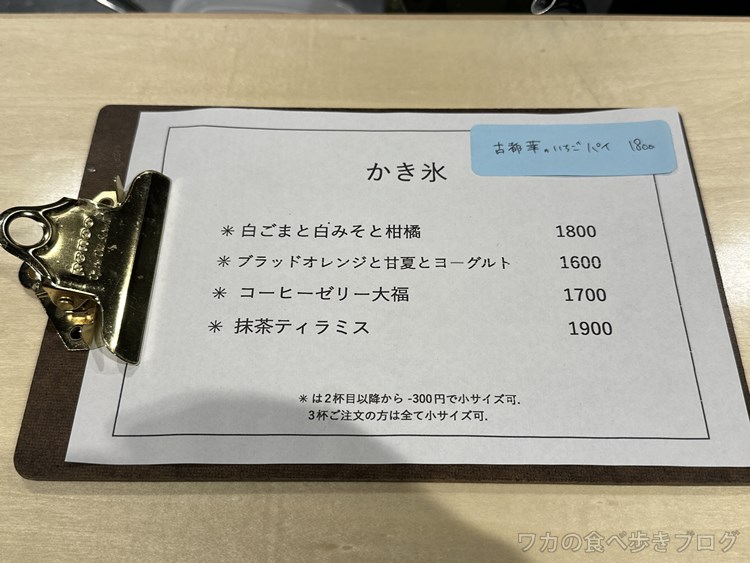 古都華のいちごパイ 1800
かき氷
✳白ごまと白みそと柑橘 1800
✳ブラッドオレンジと甘夏とヨーグルト 1600
✳ コーヒーゼリー大福 1700
✳ 抹茶ティラミス 1900
✳ は2杯目以降から -300円で小サイズ可.
3杯ご注文の方は全て小サイズ可.
ワカの食べ歩きブログ